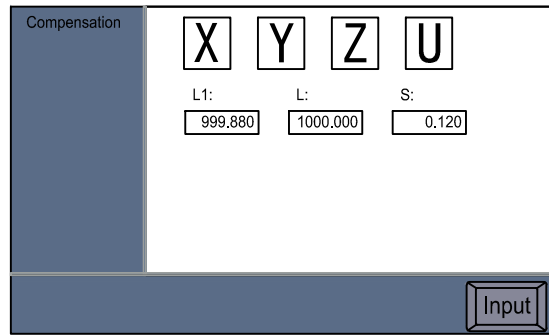 Compensation
X Y Z U
L1: L: S:
999.880 1000.000 0.120
Input